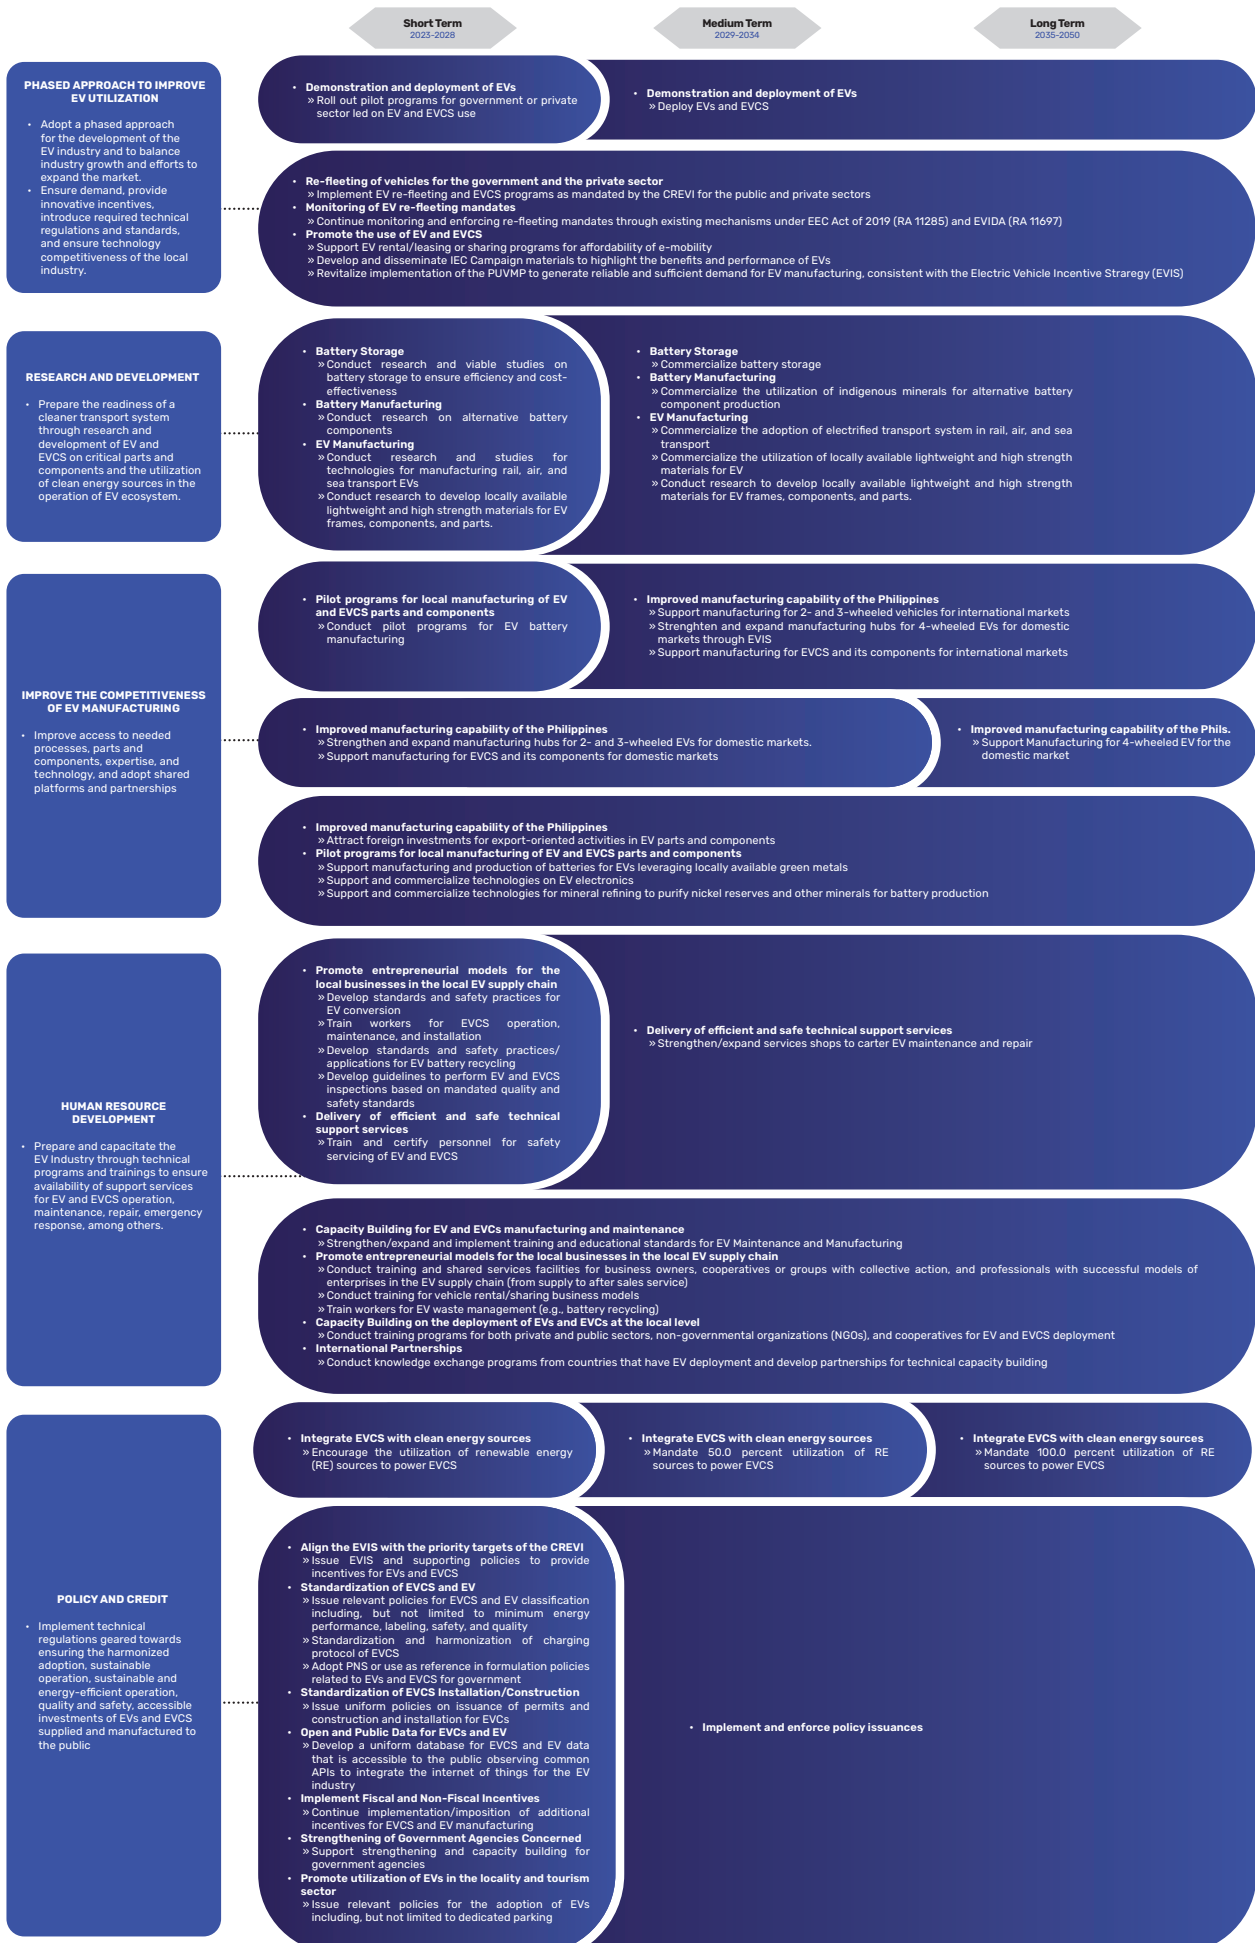 Short Term
2023-2028
Medium Term
2029-2034
Long Term
2035-2050
PHASED APPROACH TO IMPROVE
EV UTILIZATION
• Adopt a phased approach
for the development of the
EV industry and to balance
industry growth and efforts to
expand the market.
• Ensure demand, provide
innovative incentives,
introduce required technical
regulations and standards,
and ensure technology
competitiveness of the local
industry.
• Demonstration and deployment of EVs
» Roll out pilot programs for government or private
sector led on EV and EVCS use
• Demonstration and deployment of EVs
» Deploy EVs and EVCS
• Re-fleeting of vehicles for the government and the private sector
» Implement EV re-fleeting and EVCS programs as mandated by the CREVI for the public and private sectors
• Monitoring of EV re-fleeting mandates
» Continue monitoring and enforcing re-fleeting mandates through existing mechanisms under EEC Act of 2019 (RA 11285) and EVIDA (RA 11697)
• Promote the use of EV and EVCS
» Support EV rental/leasing or sharing programs for affordability of e-mobility
» Develop and disseminate IEC Campaign materials to highlight the benefits and performance of EVs
» Revitalize implementation of the PUVMP to generate reliable and sufficient demand for EV manufacturing, consistent with the Electric Vehicle Incentive Straregy (EVIS)
RESEARCH AND DEVELOPMENT
• Prepare the readiness of a
cleaner transport system
through research and
development of EV and
EVCS on critical parts and
components and the utilization
of clean energy sources in the
operation of EV ecosystem.
• Battery Storage
» Conduct research and viable studies on
battery storage to ensure efficiency and cost-
effectiveness
• Battery Manufacturing
» Conduct research on alternative battery
components
• EV Manufacturing
» Conduct research and studies for
technologies for manufacturing rail, air, and
sea transport EVs
» Conduct research to develop locally available
lightweight and high strength materials for EV
frames, components, and parts.
• Battery Storage
» Commercialize battery storage
• Battery Manufacturing
» Commercialize the utilization of indigenous minerals for alternative battery
component production
• EV Manufacturing
» Commercialize the adoption of electrified transport system in rail, air, and sea
transport
» Commercialize the utilization of locally available lightweight and high strength
materials for EV
» Conduct research to develop locally available lightweight and high strength
materials for EV frames, components, and parts.
IMPROVE THE COMPETITIVENESS
OF EV MANUFACTURING
• Improve access to needed
processes, parts and
components, expertise, and
technology, and adopt shared
platforms and partnerships
• Pilot programs for local manufacturing of EV
and EVCS parts and components
» Conduct pilot programs for EV battery
manufacturing
• Improved manufacturing capability of the Philippines
» Support manufacturing for 2- and 3-wheeled vehicles for international markets
» Strenghten and expand manufacturing hubs for 4-wheeled EVs for domestic
markets through EVIS
» Support manufacturing for EVCS and its components for international markets
• Improved manufacturing capability of the Philippines
» Strengthen and expand manufacturing hubs for 2- and 3-wheeled EVs for domestic markets.
» Support manufacturing for EVCS and its components for domestic markets
• Improved manufacturing capability of the Phils.
» Support Manufacturing for 4-wheeled EV for the
domestic market
• Improved manufacturing capability of the Philippines
» Attract foreign investments for export-oriented activities in EV parts and components
• Pilot programs for local manufacturing of EV and EVCS parts and components
» Support manufacturing and production of batteries for EVs leveraging locally available green metals
» Support and commercialize technologies on EV electronics
» Support and commercialize technologies for mineral refining to purify nickel reserves and other minerals for battery production
HUMAN RESOURCE
DEVELOPMENT
• Prepare and capacitate the
EV Industry through technical
programs and trainings to ensure
availability of support services
for EV and EVCS operation,
maintenance, repair, emergency
response, among others.
• Promote entrepreneurial models for the
local businesses in the local EV supply chain
» Develop standards and safety practices for
EV conversion
» Train workers for EVCS operation,
maintenance, and installation
» Develop standards and safety practices/
applications for EV battery recycling
» Develop guidelines to perform EV and EVCS
inspections based on mandated quality and
safety standards
• Delivery of efficient and safe technical
support services
» Train and certify personnel for safety
servicing of EV and EVCS
• Delivery of efficient and safe technical support services
» Strengthen/expand services shops to carter EV maintenance and repair
• Capacity Building for EV and EVCs manufacturing and maintenance
» Strengthen/expand and implement training and educational standards for EV Maintenance and Manufacturing
• Promote entrepreneurial models for the local businesses in the local EV supply chain
» Conduct training and shared services facilities for business owners, cooperatives or groups with collective action, and professionals with successful models of
enterprises in the EV supply chain (from supply to after sales service)
» Conduct training for vehicle rental/sharing business models
» Train workers for EV waste management (e.g., battery recycling)
• Capacity Building on the deployment of EVs and EVCs at the local level
» Conduct training programs for both private and public sectors, non-governmental organizations (NGOs), and cooperatives for EV and EVCS deployment
• International Partnerships
» Conduct knowledge exchange programs from countries that have EV deployment and develop partnerships for technical capacity building
POLICY AND CREDIT
• Implement technical
regulations geared towards
ensuring the harmonized
adoption, sustainable
operation, sustainable and
energy-efficient operation,
quality and safety, accessible
investments of EVs and EVCS
supplied and manufactured to
the public
• Integrate EVCS with clean energy sources
» Encourage the utilization of renewable energy
(RE) sources to power EVCS
• Integrate EVCS with clean energy sources
» Mandate 50.0 percent utilization of RE
sources to power EVCS
• Integrate EVCS with clean energy sources
» Mandate 100.0 percent utilization of RE
sources to power EVCS
• Align the EVIS with the priority targets of the CREVI
» Issue EVIS and supporting policies to provide
incentives for EVs and EVCS
• Standardization of EVCS and EV
» Issue relevant policies for EVCS and EV classification
including, but not limited to minimum energy
performance, labeling, safety, and quality
» Standardization and harmonization of charging
protocol of EVCS
» Adopt PNS or use as reference in formulation policies
related to EVs and EVCS for government
• Standardization of EVCS Installation/Construction
» Issue uniform policies on issuance of permits and
construction and installation for EVCs
• Open and Public Data for EVCs and EV
» Develop a uniform database for EVCS and EV data
that is accessible to the public observing common
APIs to integrate the internet of things for the EV
industry
• Implement Fiscal and Non-Fiscal Incentives
» Continue implementation/imposition of additional
incentives for EVCS and EV manufacturing
• Strengthening of Government Agencies Concerned
» Support strengthening and capacity building for
government agencies
• Promote utilization of EVs in the locality and tourism
sector
» Issue relevant policies for the adoption of EVs
including, but not limited to dedicated parking
• Implement and enforce policy issuances